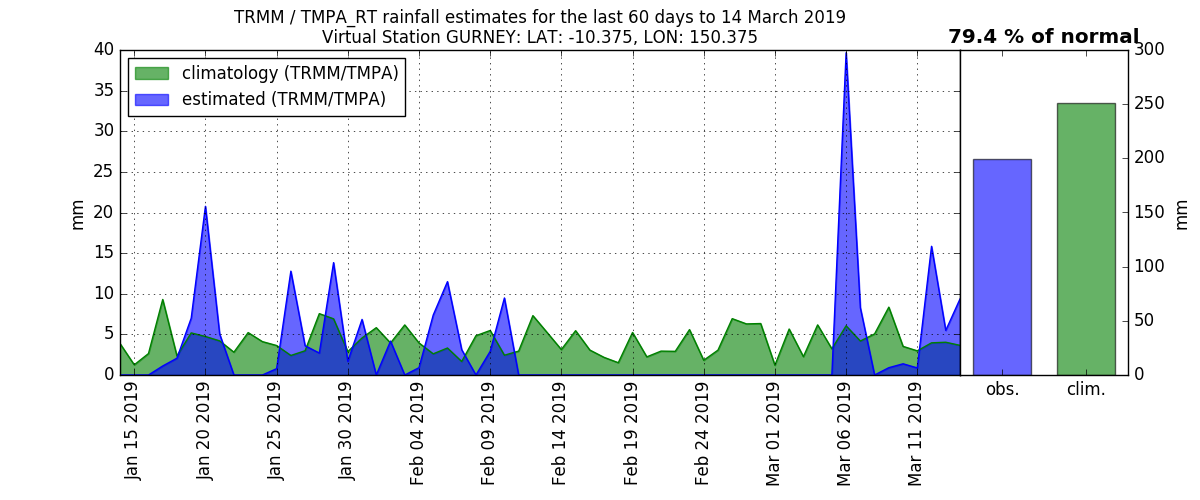 TRMM / TMPA_RT rainfall estimates for the last 60 days to 14 March 2019
Virtual Station GURNEY: LAT: -10.375, LON: 150.375
79.4 % of normal
climatology (TRMM/TMPA)
estimated (TRMM/TMPA)
mm
40
35
30
25
20
15
10
5
0
Jan 15 2019
Jan 20 2019
Jan 25 2019
Jan 30 2019
Feb 04 2019
Feb 09 2019
Feb 14 2019
Feb 19 2019
Feb 24 2019
Mar 01 2019
Mar 06 2019
Mar 11 2019
obs.
clim.
300
250
200
150
100
50
0
mm